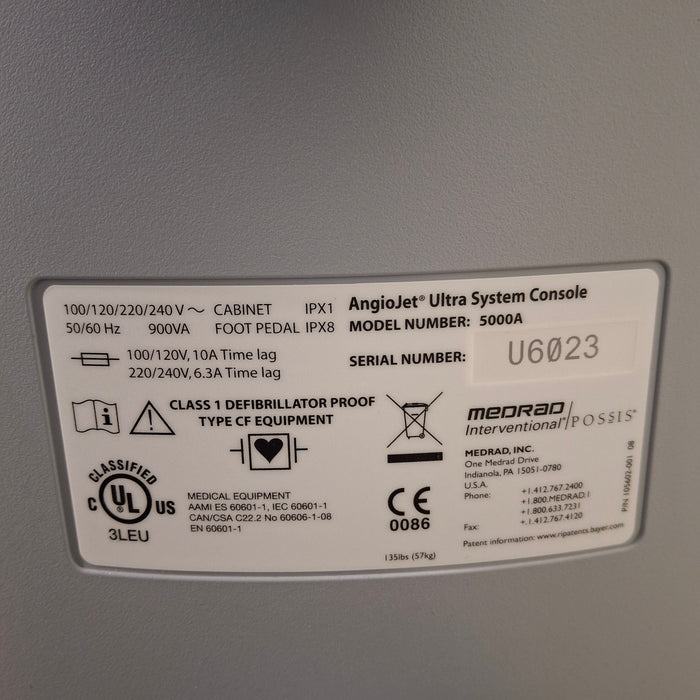 100/120/220/240 V ~ CABINET IPX1
50/60 Hz 900VA FOOT PEDAL IPX8
100/120V, 10A Time lag
220/240V, 6.3A Time lag
AngioJet® Ultra System Console
MODEL NUMBER: 5000A
SERIAL NUMBER: U6023
i
!
CLASS 1 DEFIBRILLATOR PROOF
TYPE CF EQUIPMENT
CLASSIFIED
C UL US
®
3LEU
MEDICAL EQUIPMENT
AAMI ES 60601-1, IEC 60601-1
CAN/CSA C22.2 No 60606-1-08
EN 60601-1
CE
0086
135lbs (57kg)
MEDRAD
Interventional™/POSSIS®
MEDRAD, INC.
One Medrad Drive
Indianola, PA 15051-0780
U.S.A.
Phone: +1.412.767.2400
+1.800.MEDRAD.1
+1.800.633.7231
Fax: +.1.412.767.4120
Patent information: www.ripatents.bayer.com
P/N 105602-001 08